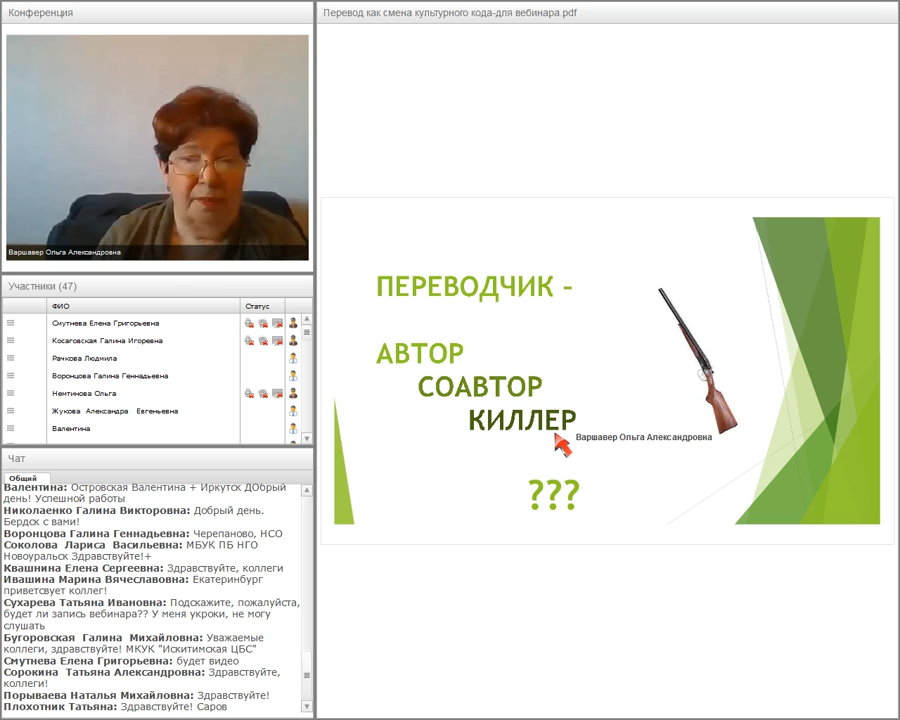 Конференция
Варшавер Ольга Александровна
Участники (47)
ФИО Статус
Смутнева Елена Григорьевна
Косаговская Галина Игоревна
Рачкова Людмила
Воронцова Галина Геннадьевна
Немтинова Ольга
Жукова Александра Евгеньевна
Валентина
Чат
Общий
Валентина: Островская Валентина + Иркутск ДОбрый
день! Успешной работы
Николаенко Галина Викторовна: Добрый день.
Бердск с вами!
Воронцова Галина Геннадьевна: Черепаново, НСО
Соколова Лариса Васильевна: МБУК ПБ НГО
Новоуральск Здравствуйте!+
Квашнина Елена Сергеевна: Здравствуйте, коллеги
Ивашина Марина Вячеславовна: Екатеринбург
приветсвует коллег!
Сухарева Татьяна Ивановна: Подскажите, пожалуйста,
будет ли запись вебинара?? У меня укроки, не могу
слушать
Бугоровская Галина Михайловна: Уважаемые
коллеги, здравствуйте! МКУК "Искитимская ЦБС"
Смутнева Елена Григорьевна: будет видео
Сорокина Татьяна Александровна: Здравствуйте,
коллеги!
Порываева Наталья Михайловна: Здравствуйте!
Плохотник Татьяна: Здравствуйте! Саров
Перевод как смена культурного кода-для вебинара.pdf
ПЕРЕВОДЧИК –
АВТОР
СОАВТОР
КИЛЛЕР
Варшавер Ольга Александровна
???